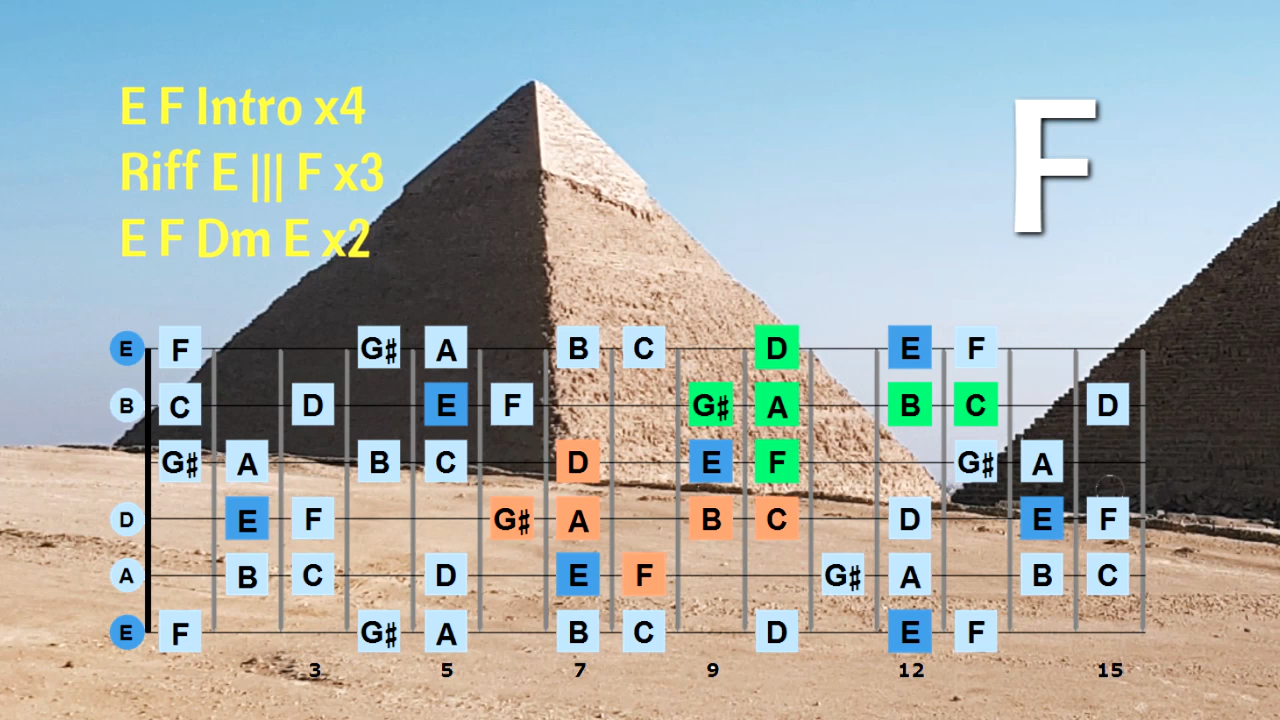 E F Intro x4
Riff E ||| F x3
E F Dm E x2
F
E F G♯ A B C D E F
B C D E F G♯ A B C D
G♯ A B C D E F G♯ A
D E F G♯ A B C D E F
A B C D E F G♯ A B C
E F G♯ A B C D E F
3 5 7 9 12 15